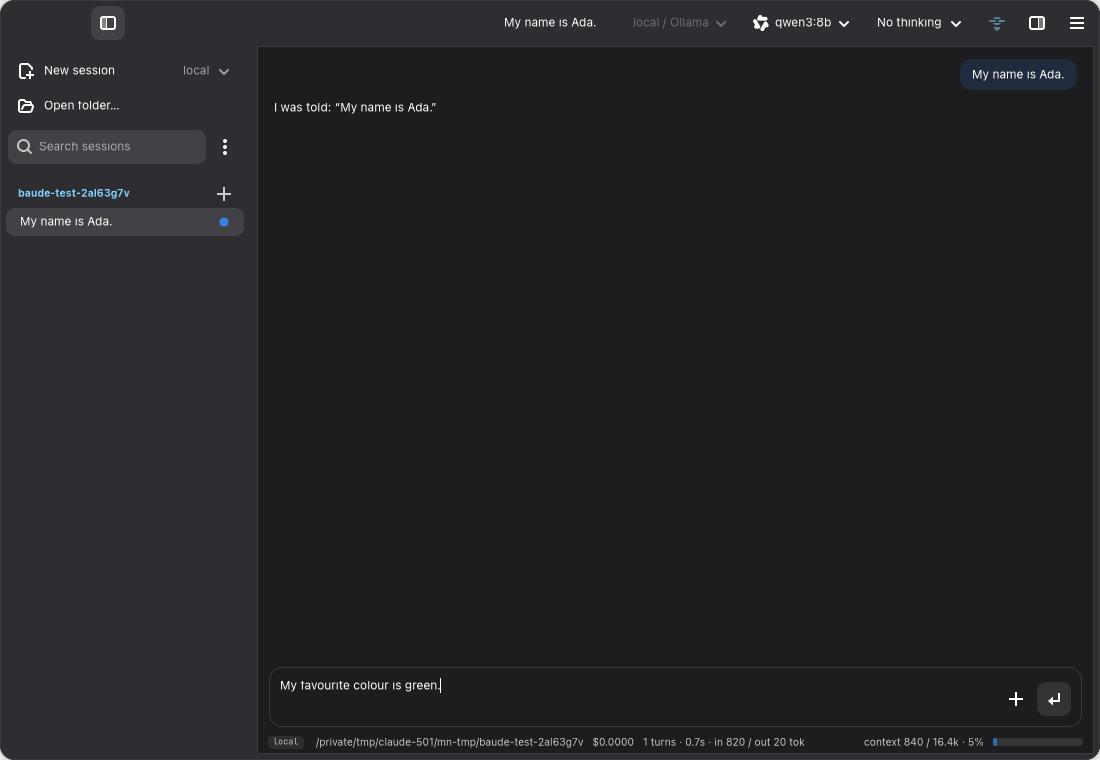 My name is Ada.
local / Ollama
qwen3:8b
No thinking
New session
local
Open folder...
Search sessions
baude-test-2al63g7v
My name is Ada.
My name is Ada.
I was told: “My name is Ada.”
My favourite colour is green.
local /private/tmp/claude-501/mn-tmp/baude-test-2al63g7v $0.0000 1 turns · 0.7s · in 820 / out 20 tok context 840 / 16.4k · 5%